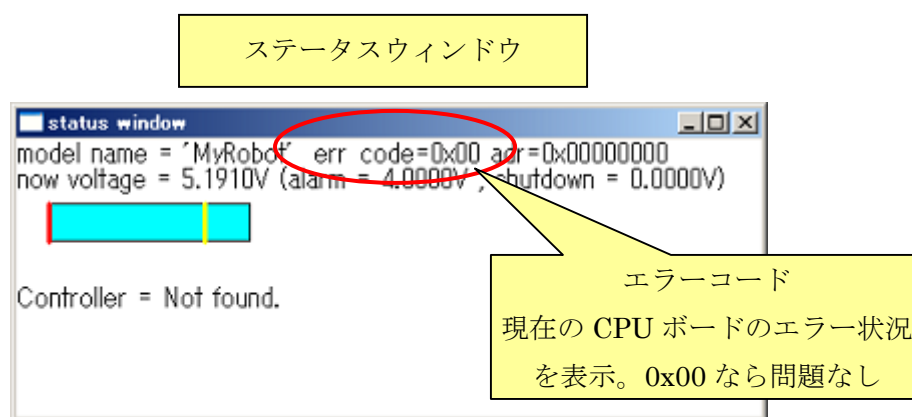 ステータスウィンドウ
status window
model name = ´MyRobot´ err code=0x00 adr=0x00000000
now voltage = 5.1910V (alarm = 4.0000V , shutdown = 0.0000V)
Controller = Not found.
エラーコード
現在の CPU ボードのエラー状況
を表示。0x00 なら問題なし